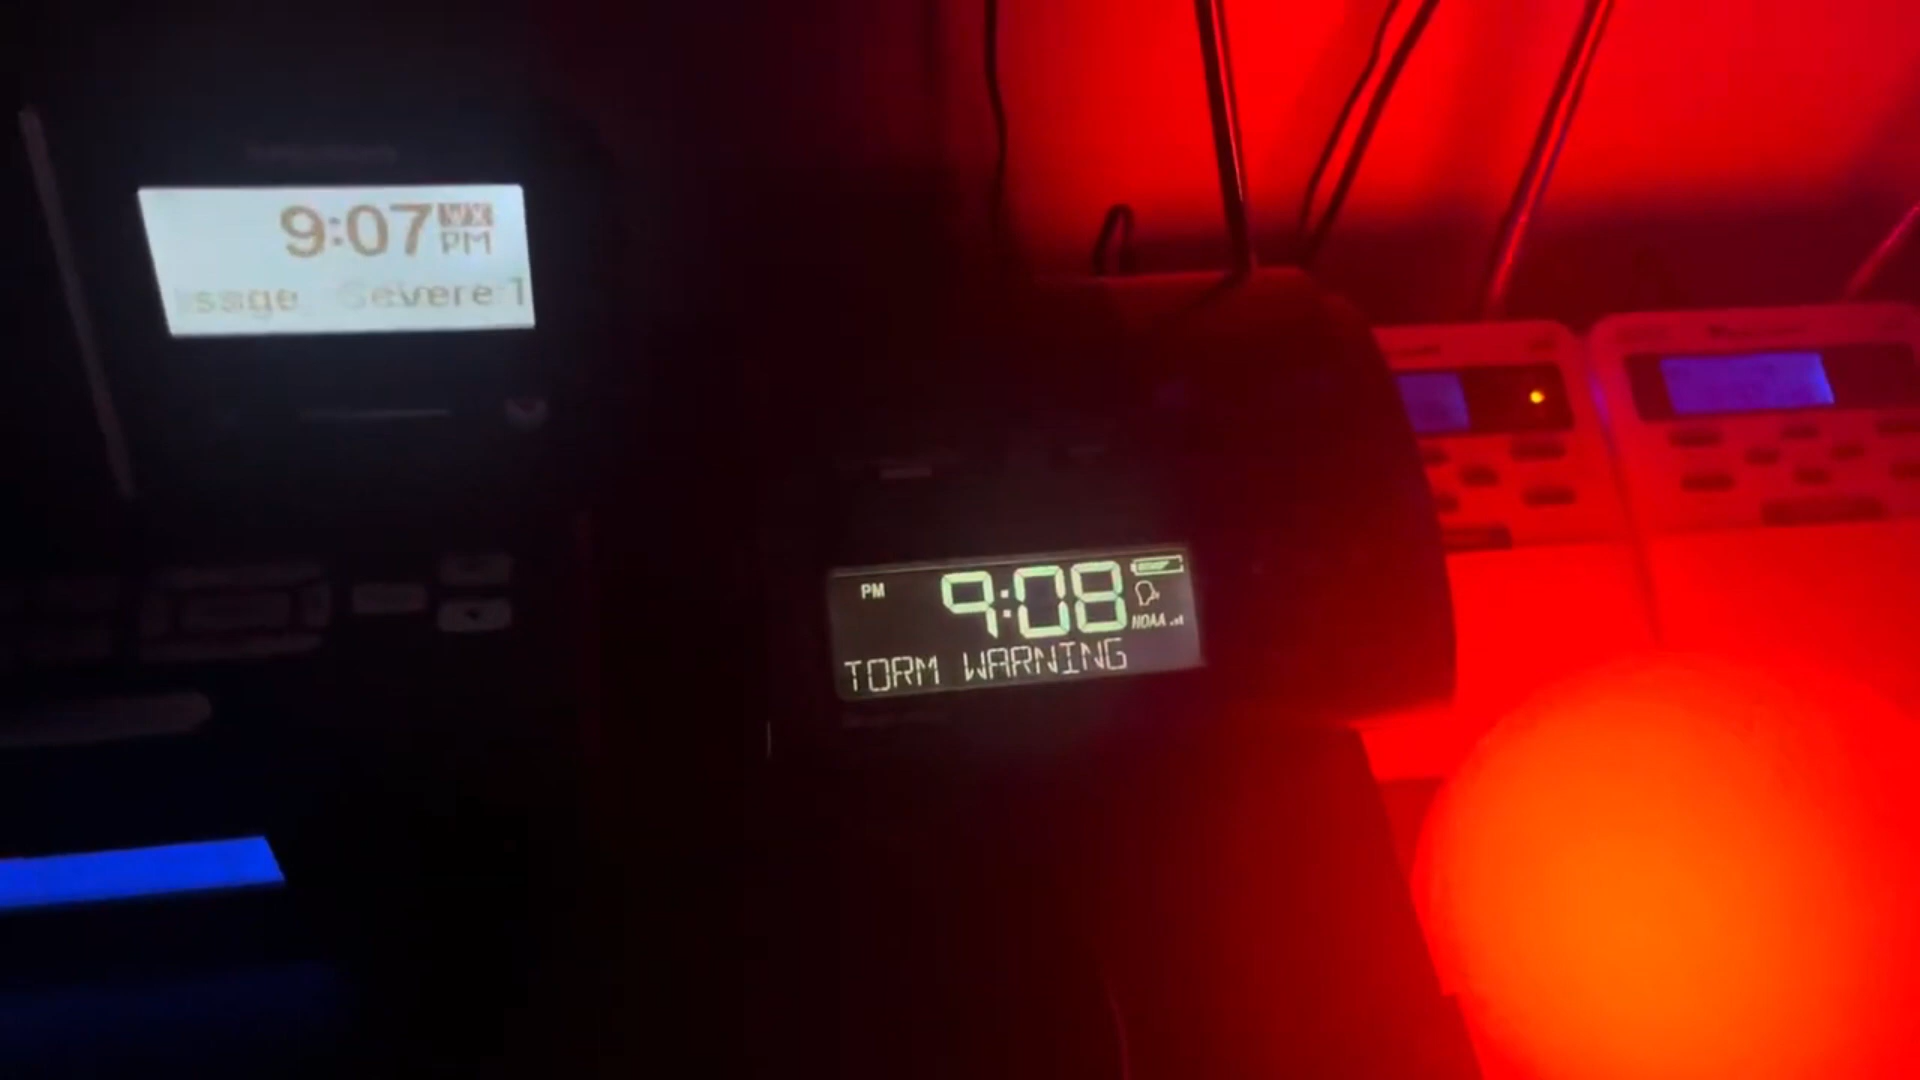 9:07 WX
PM
ssage Severe T
PM 9:08
NOAA
TORM WARNING